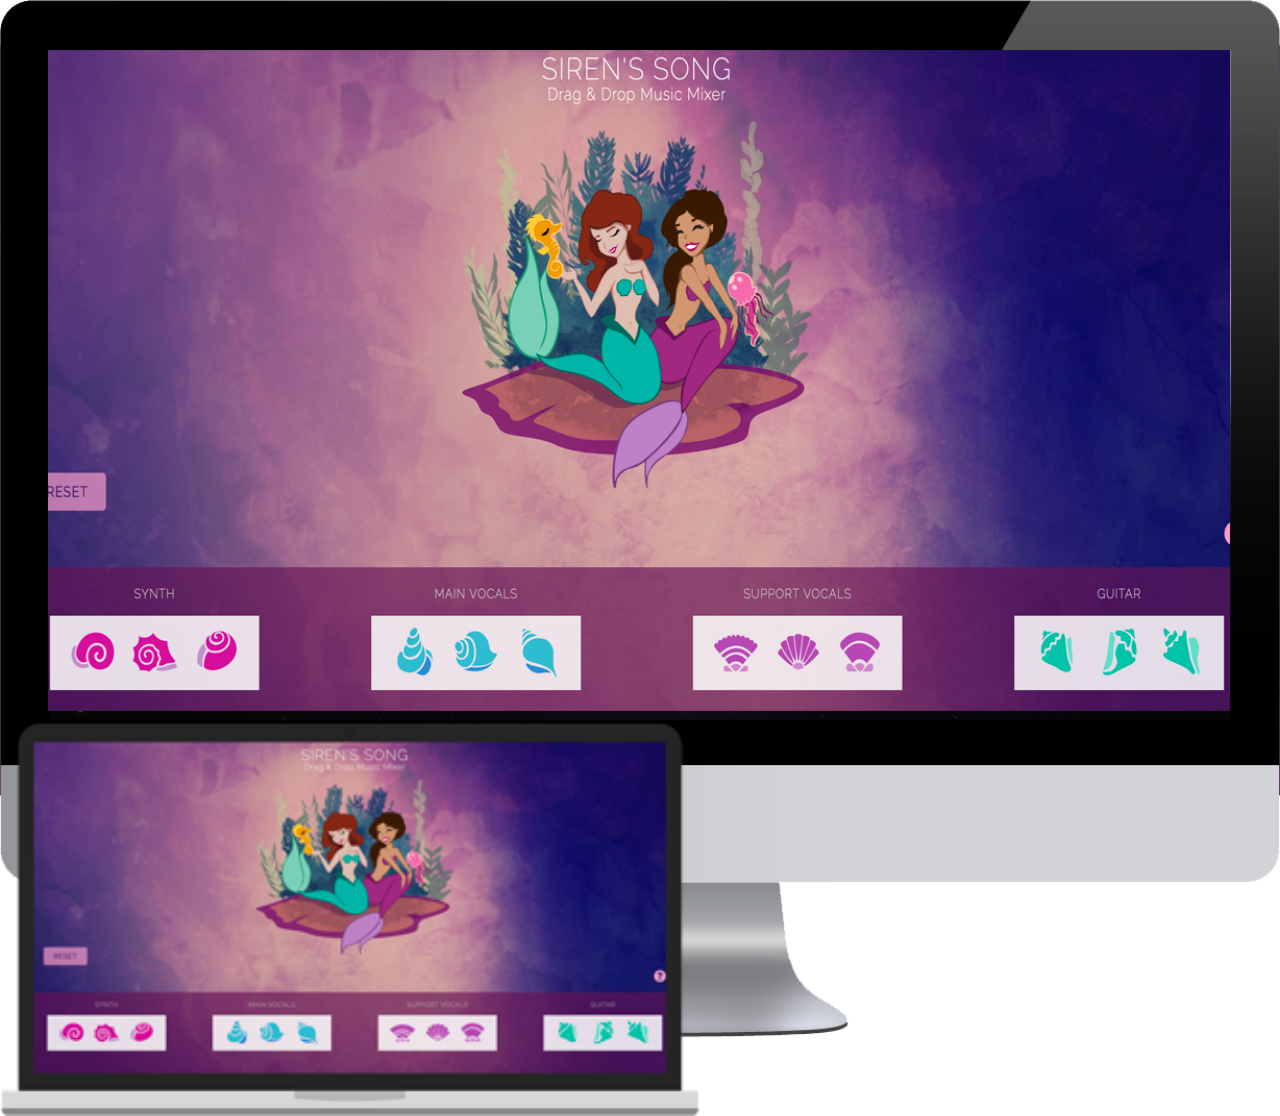 SIREN'S SONG
Drag & Drop Music Mixer
RESET
SYNTH
MAIN VOCALS
SUPPORT VOCALS
GUITAR
SIREN'S SONG
Drag & Drop Music Mixer
RESET
?
SYNTH
MAIN VOCALS
SUPPORT VOCALS
GUITAR